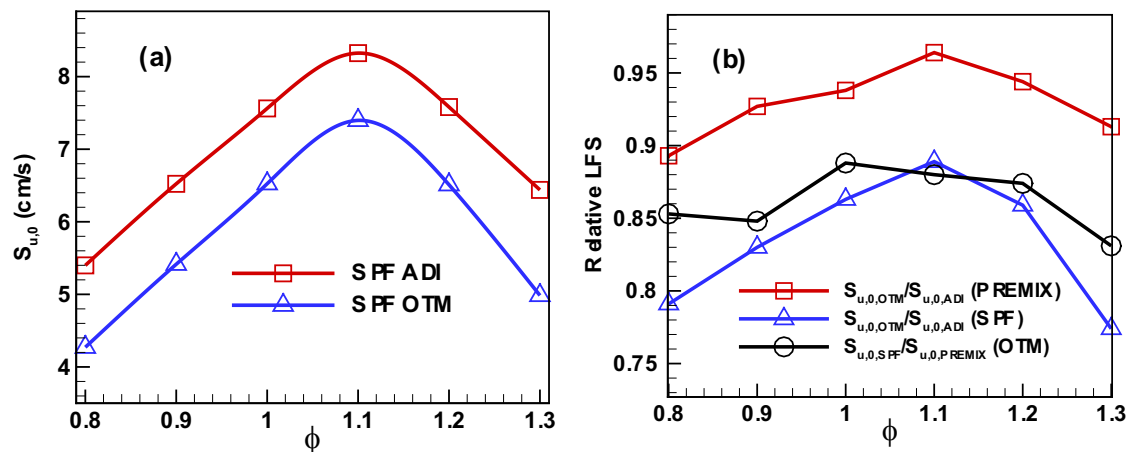 (a)
S_u,0 (cm/s)
8
7
6
5
4
SPF ADI
SPF OTM
0.8 0.9 1 1.1 1.2 1.3
ϕ
(b)
R dative LFS
0.95
0.9
0.85
0.8
0.75
S_u,0,OTM/S_u,0,ADI (PREMIX)
S_u,0,OTM/S_u,0,ADI (SPF)
S_u,0,SPF/S_u,0,PREMIX (OTM)
0.8 0.9 1 1.1 1.2 1.3
ϕ